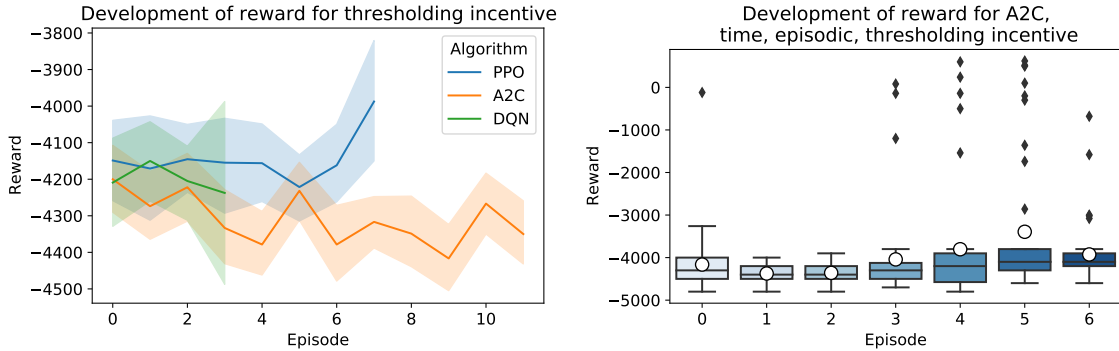 Development of reward for thresholding incentive
−3800
−3900
−4000
−4100
−4200
−4300
−4400
−4500
Reward
0
2
4
6
8
10
Episode
Algorithm
PPO
A2C
DQN
Development of reward for A2C,
time, episodic, thresholding incentive
0
−1000
−2000
−3000
−4000
−5000
Reward
0
1
2
3
4
5
6
Episode